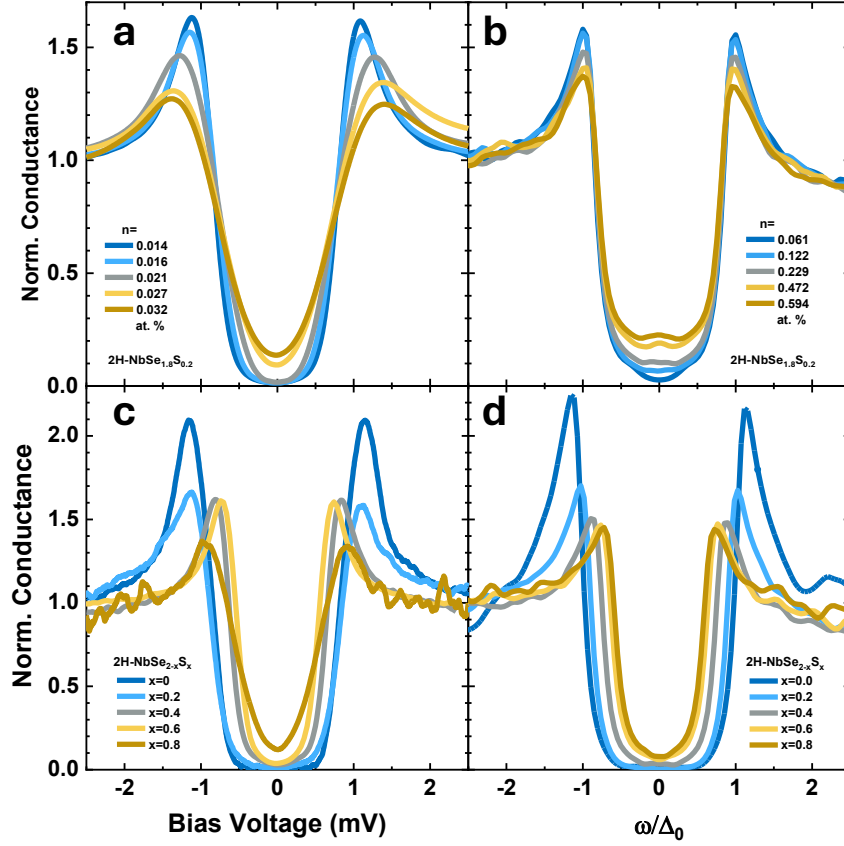 a
b
Norm. Conductance
1.5
1.0
0.5
0.0
n=
0.014
0.016
0.021
0.027
0.032
at. %
2H-NbSe1.8S0.2
n=
0.061
0.122
0.229
0.472
0.594
at. %
2H-NbSe1.8S0.2
c
d
Norm. Conductance
2.0
1.5
1.0
0.5
0.0
2H-NbSe2-xSx
x=0
x=0.2
x=0.4
x=0.6
x=0.8
2H-NbSe2-xSx
x=0.0
x=0.2
x=0.4
x=0.6
x=0.8
-2 -1 0 1 2
-2 -1 0 1 2
Bias Voltage (mV)
ω/Δ0